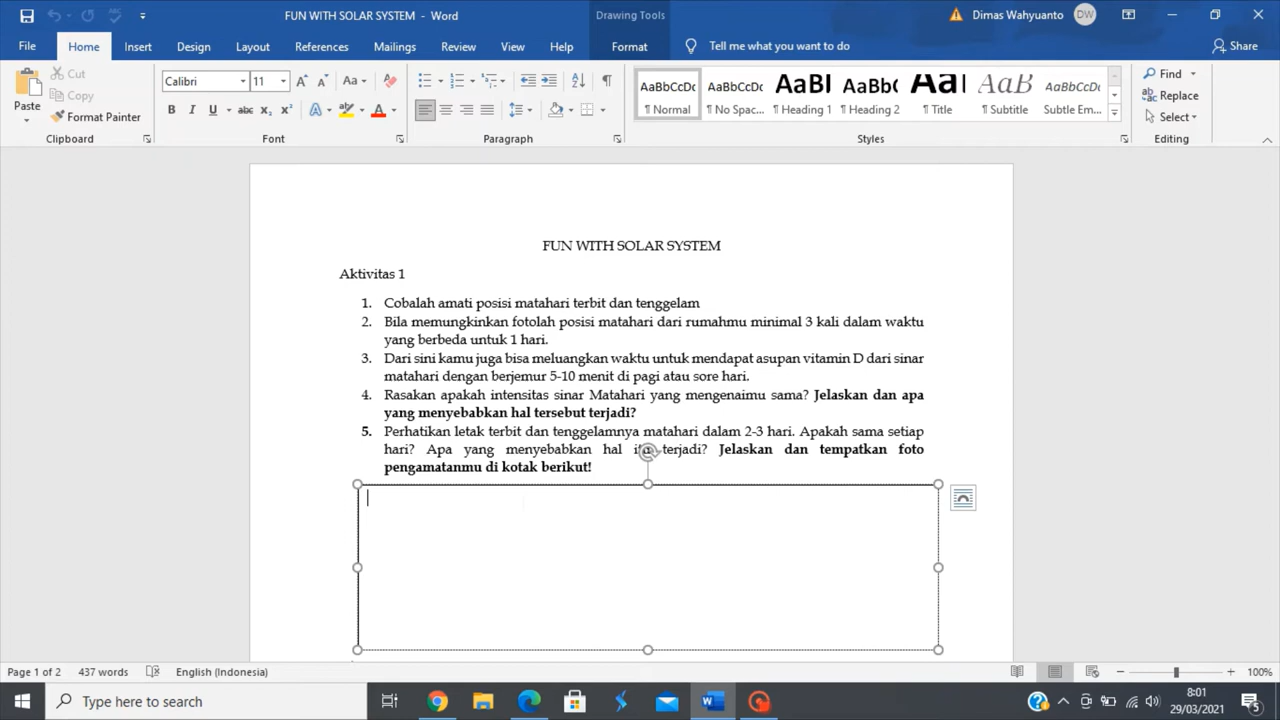 FUN WITH SOLAR SYSTEM - Word
Drawing Tools
Dimas Wahyuanto
DW
File
Home
Insert
Design
Layout
References
Mailings
Review
View
Help
Format
Tell me what you want to do
Share
Paste
Cut
Copy
Format Painter
Clipboard
Calibri
11
Font
Paragraph
AaBbCcDc
¶ Normal
AaBbCcDc
¶ No Spac...
AaBl
¶ Heading 1
AaBb(
¶ Heading 2
AaI
¶ Title
AaB
¶ Subtitle
AaBbCcDc
Subtle Em...
Styles
Find
Replace
Select
Editing
FUN WITH SOLAR SYSTEM
Aktivitas 1
1. Cobalah amati posisi matahari terbit dan tenggelam
2. Bila memungkinkan fotolah posisi matahari dari rumahmu minimal 3 kali dalam waktu
yang berbeda untuk 1 hari.
3. Dari sini kamu juga bisa meluangkan waktu untuk mendapat asupan vitamin D dari sinar
matahari dengan berjemur 5-10 menit di pagi atau sore hari.
4. Rasakan apakah intensitas sinar Matahari yang mengenaimu sama? Jelaskan dan apa
yang menyebabkan hal tersebut terjadi?
5. Perhatikan letak terbit dan tenggelamnya matahari dalam 2-3 hari. Apakah sama setiap
hari? Apa yang menyebabkan hal itu terjadi? Jelaskan dan tempatkan foto
pengamatanmu di kotak berikut!
Page 1 of 2
437 words
English (Indonesia)
100%
Type here to search
8:01
29/03/2021
5